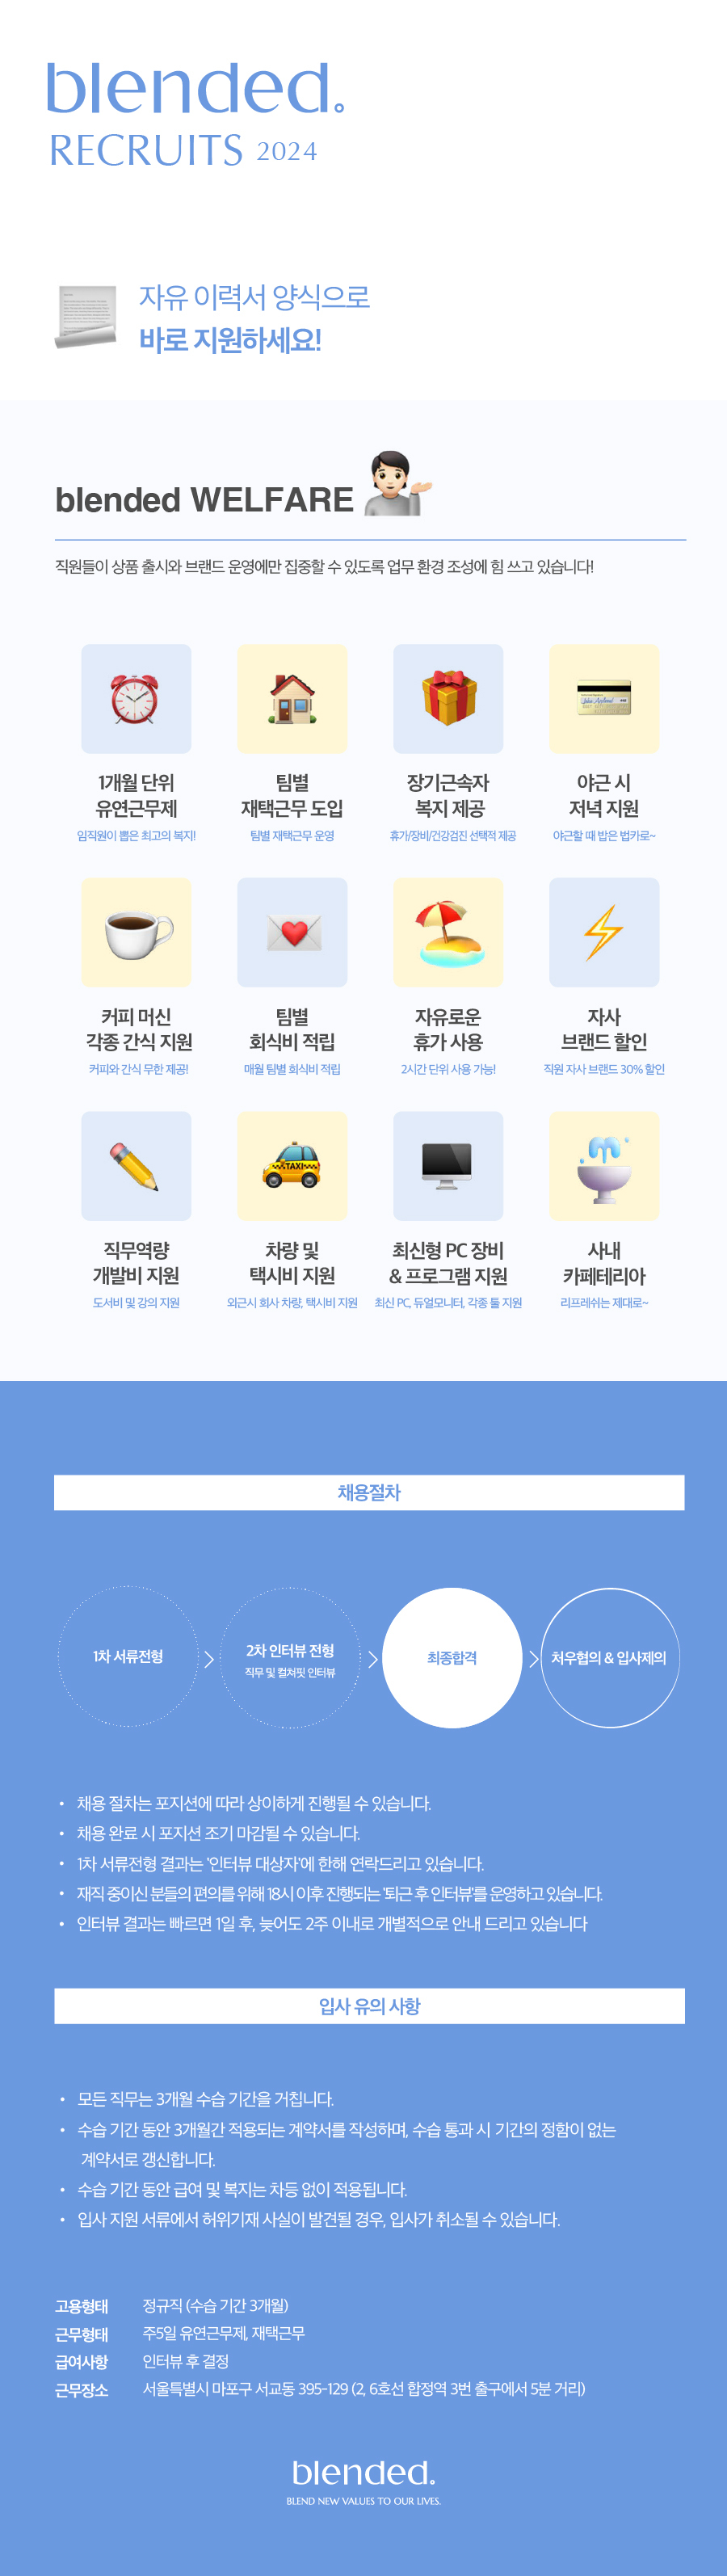 blended.
RECRUITS 2024
자유 이력서 양식으로
바로 지원하세요!
blended WELFARE
직원들이 상품 출시와 브랜드 운영에만 집중할 수 있도록 업무 환경 조성에 힘 쓰고 있습니다!
1개월 단위
유연근무제
임직원이 뽑은 최고의 복지!
팀별
재택근무 도입
팀별 재택근무 운영
장기근속자
복지 제공
휴가/장비/건강검진 선택적 제공
야근 시
저녁 지원
야근할 때 밥은 법카로~
커피 머신
각종 간식 지원
커피와 간식 무한 제공!
팀별
회식비 적립
매월 팀별 회식비 적립
자유로운
휴가 사용
2시간 단위 사용 가능!
자사
브랜드 할인
직원 자사 브랜드 30% 할인
직무역량
개발비 지원
도서비 및 강의 지원
TAXI
차량 및
택시비 지원
외근시 회사 차량, 택시비 지원
최신형 PC 장비
& 프로그램 지원
최신 PC, 듀얼모니터, 각종 툴 지원
사내
카페테리아
리프레쉬는 제대로~
채용절차
1차 서류전형
2차 인터뷰 전형
직무 및 컬쳐핏 인터뷰
최종합격
처우협의 & 입사제의
• 채용 절차는 포지션에 따라 상이하게 진행될 수 있습니다.
• 채용 완료 시 포지션 조기 마감될 수 있습니다.
• 1차 서류전형 결과는 '인터뷰 대상자'에 한해 연락드리고 있습니다.
• 재직 중이신 분들의 편의를 위해 18시 이후 진행되는 '퇴근 후 인터뷰'를 운영하고 있습니다.
• 인터뷰 결과는 빠르면 1일 후, 늦어도 2주 이내로 개별적으로 안내 드리고 있습니다
입사 유의 사항
• 모든 직무는 3개월 수습 기간을 거칩니다.
• 수습 기간 동안 3개월간 적용되는 계약서를 작성하며, 수습 통과 시 기간의 정함이 없는
계약서로 갱신합니다.
• 수습 기간 동안 급여 및 복지는 차등 없이 적용됩니다.
• 입사 지원 서류에서 허위기재 사실이 발견될 경우, 입사가 취소될 수 있습니다.
고용형태 정규직 (수습 기간 3개월)
근무형태 주5일 유연근무제, 재택근무
급여사항 인터뷰 후 결정
근무장소 서울특별시 마포구 서교동 395-129 (2, 6호선 합정역 3번 출구에서 5분 거리)
blended.
BLEND NEW VALUES TO OUR LIVES.